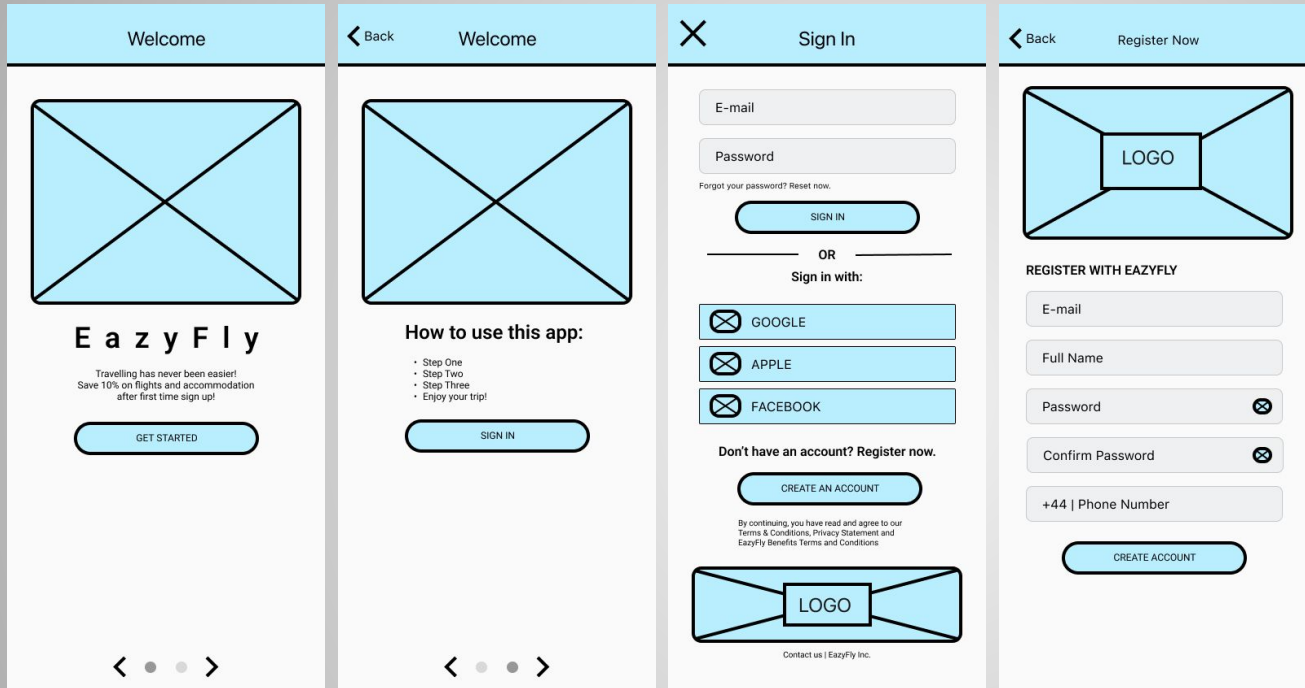 Welcome
E a z y F l y
Travelling has never been easier!
Save 10% on flights and accommodation
after first time sign up!
GET STARTED
Back
Welcome
How to use this app:
• Step One
• Step Two
• Step Three
• Enjoy your trip!
SIGN IN
Sign In
E-mail
Password
Forgot your password? Reset now.
SIGN IN
OR
Sign in with:
GOOGLE
APPLE
FACEBOOK
Don't have an account? Register now.
CREATE AN ACCOUNT
By continuing, you have read and agree to our
Terms & Conditions, Privacy Statement and
EazyFly Benefits Terms and Conditions
LOGO
Contact us | EazyFly Inc.
Back
Register Now
LOGO
REGISTER WITH EAZYFLY
E-mail
Full Name
Password
Confirm Password
+44 | Phone Number
CREATE ACCOUNT